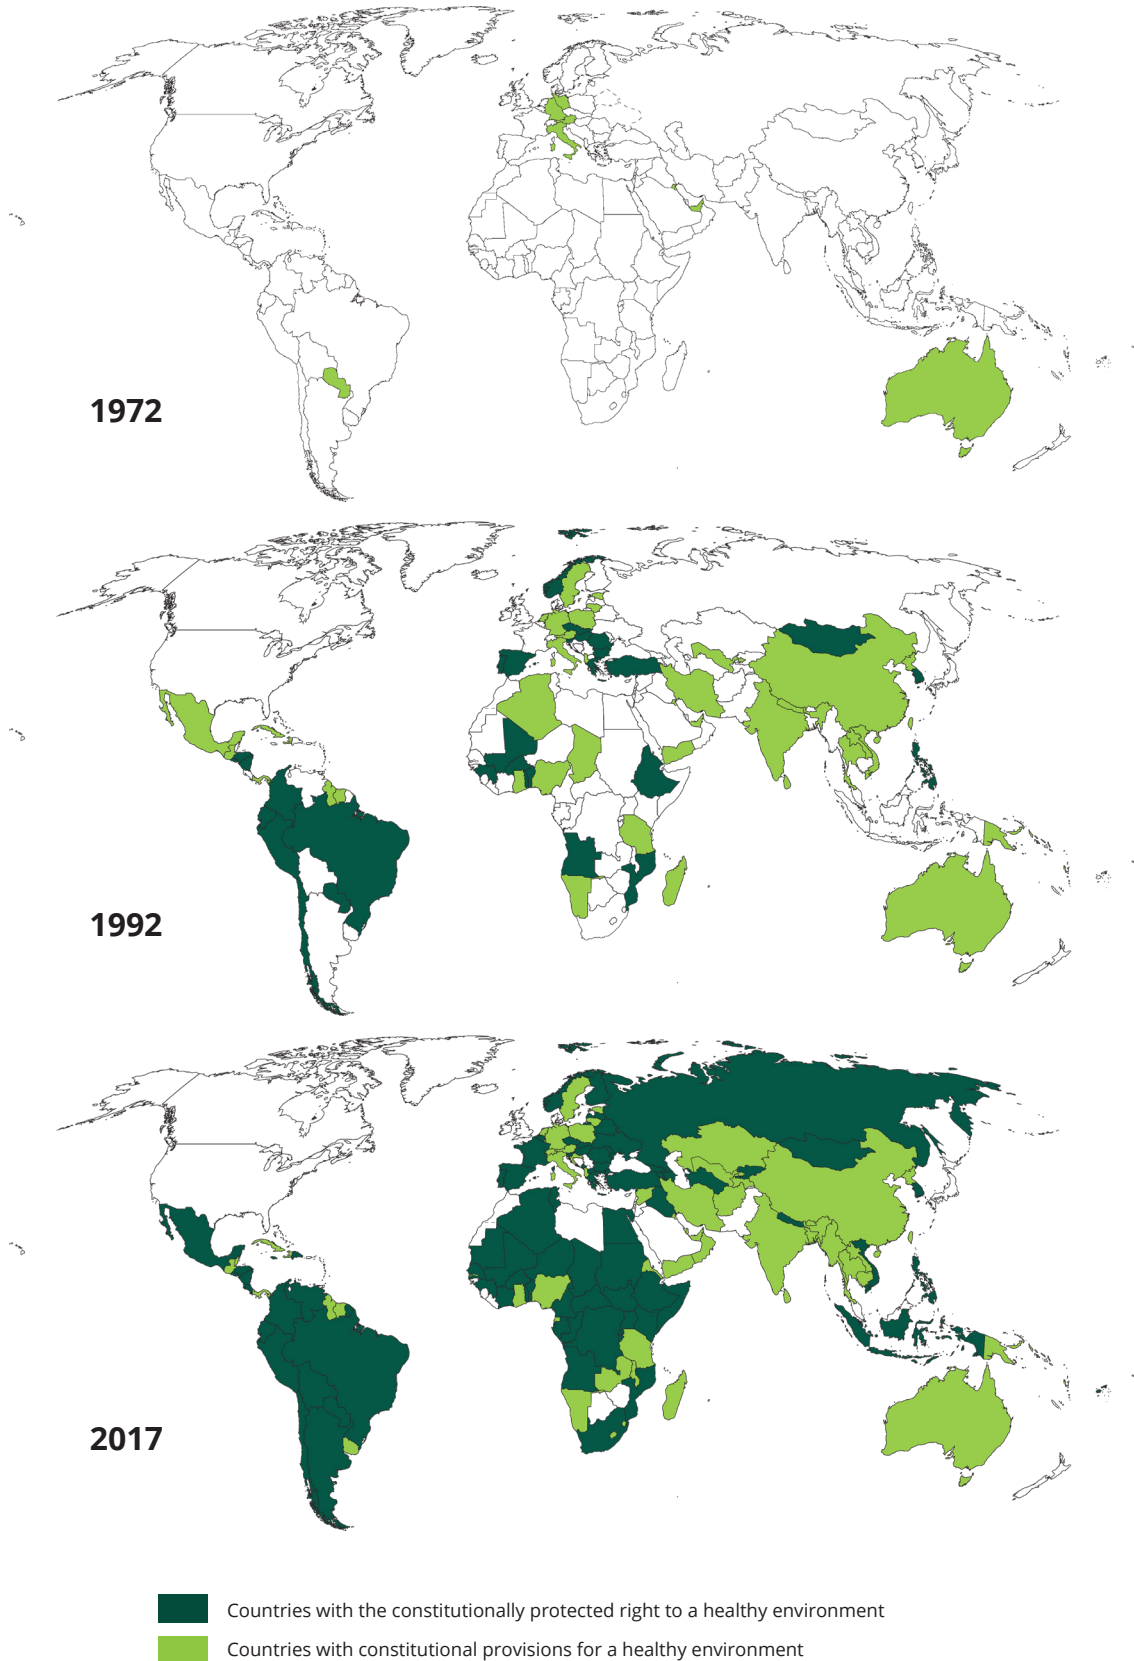 1972
1992
2017
Countries with the constitutionally protected right to a healthy environment
Countries with constitutional provisions for a healthy environment